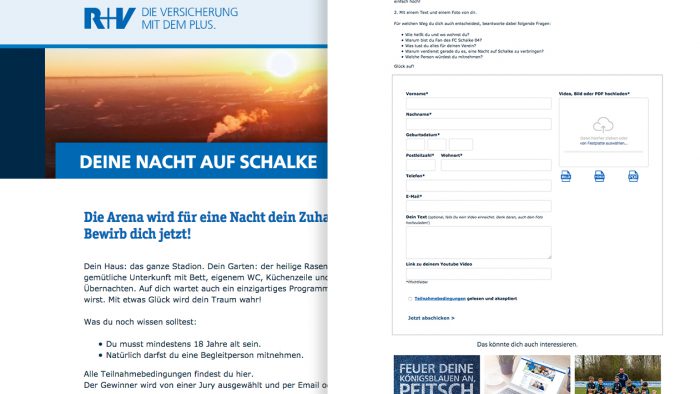 R+V
DIE VERSICHERUNG
MIT DEM PLUS.
DEINE NACHT AUF SCHALKE
Die Arena wird für eine Nacht dein Zuha
Bewirb dich jetzt!
Dein Haus: das ganze Stadion. Dein Garten: der heilige Rasen
gemütliche Unterkunft mit Bett, eigenem WC, Küchenzeile und
Übernachten. Auf dich wartet auch ein einzigartiges Programm
wirst. Mit etwas Glück wird dein Traum wahr!
Was du noch wissen solltest:
• Du musst mindestens 18 Jahre alt sein.
• Natürlich darfst du eine Begleitperson mitnehmen.
Alle Teilnahmebedingungen findest du hier.
Der Gewinner wird von einer Jury ausgewählt und per Email o
einfach hoch!
2. Mit einem Text und einem Foto von dir.
Für welchen Weg du dich auch entscheidest, beantworte dabei folgende Fragen:
• Wie heißt du und wo wohnst du?
• Warum bist du Fan des FC Schalke 04?
• Was tust du alles für deinen Verein?
• Warum verdienst gerade du es, eine Nacht auf Schalke zu verbringen?
• Welche Person würdest du mitnehmen?
Glück auf!
Vorname*
Nachname*
Geburtsdatum*
Postleitzahl* Wohnort*
Telefon*
E-Mail*
Dein Text (optional, falls Du kein Video einreichst. Denk daran, auch dein Foto
hochzuladen!)
Link zu deinem Youtube Video
*Pflichtfelder
Teilnahmebedingungen gelesen und akzeptiert
Jetzt abschicken >
Video, Bild oder PDF hochladen*
von Festplatte auswählen...
Das könnte dich auch interessieren.
FEUER DEINE
KÖNIGSBLAUEN AN,
PEITSCH